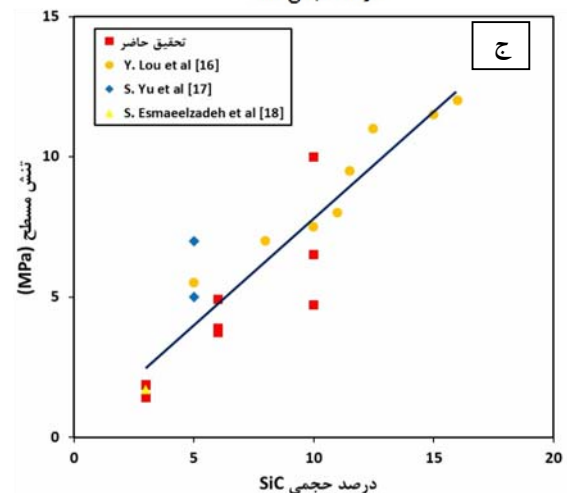 ج
تحقیق حاضر
Y. Lou et al [16]
S. Yu et al [17]
S. Esmaeelzadeh et al [18]
15
10
5
0
تنش مسطح (MPa)
0 5 10 15 20
درصد حجمی SiC